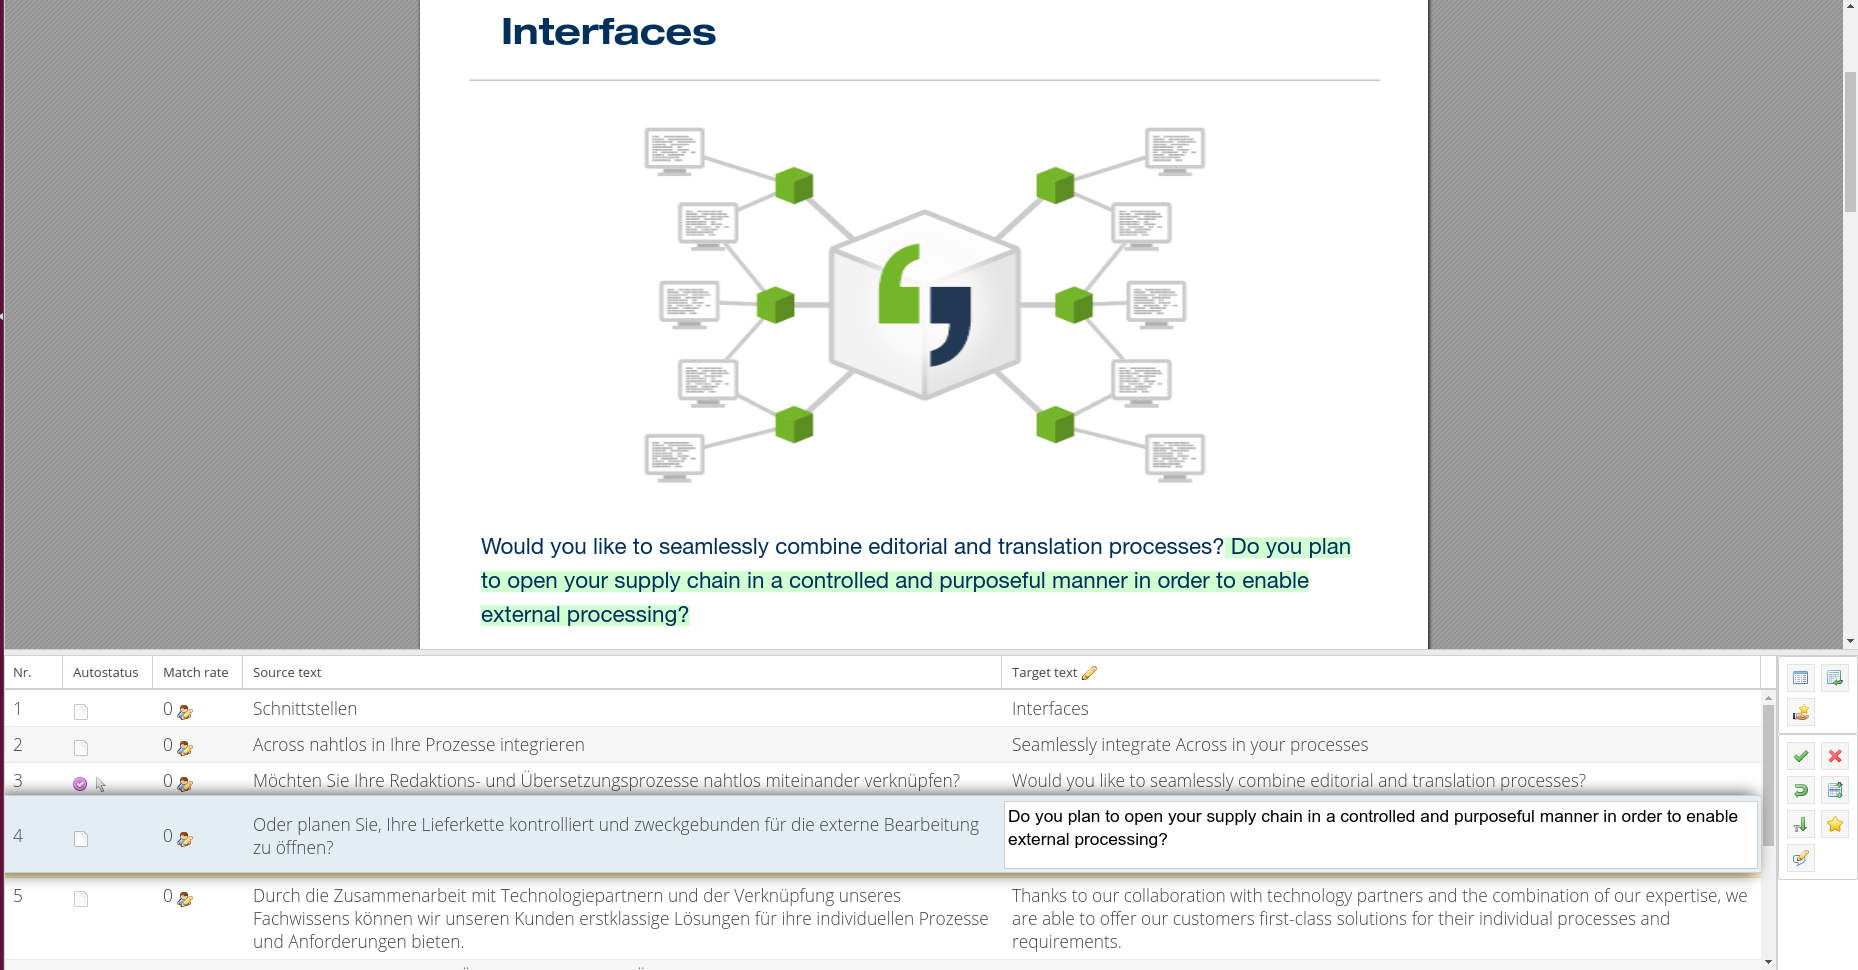 Interfaces
Would you like to seamlessly combine editorial and translation processes? Do you plan
to open your supply chain in a controlled and purposeful manner in order to enable
external processing?
Nr. Autostatus Match rate Source text Target text
1 0 Schnittstellen Interfaces
2 0 Across nahtlos in Ihre Prozesse integrieren Seamlessly integrate Across in your processes
3 0 Möchten Sie Ihre Redaktions- und Übersetzungsprozesse nahtlos miteinander verknüpfen? Would you like to seamlessly combine editorial and translation processes?
4 0 Oder planen Sie, Ihre Lieferkette kontrolliert und zweckgebunden für die externe Bearbeitung
zu öffnen?
Do you plan to open your supply chain in a controlled and purposeful manner in order to enable
external processing?
5 0 Durch die Zusammenarbeit mit Technologiepartnern und der Verknüpfung unseres
Fachwissens können wir unseren Kunden erstklassige Lösungen für ihre individuellen Prozesse
und Anforderungen bieten.
Thanks to our collaboration with technology partners and the combination of our expertise, we
are able to offer our customers first-class solutions for their individual processes and
requirements.